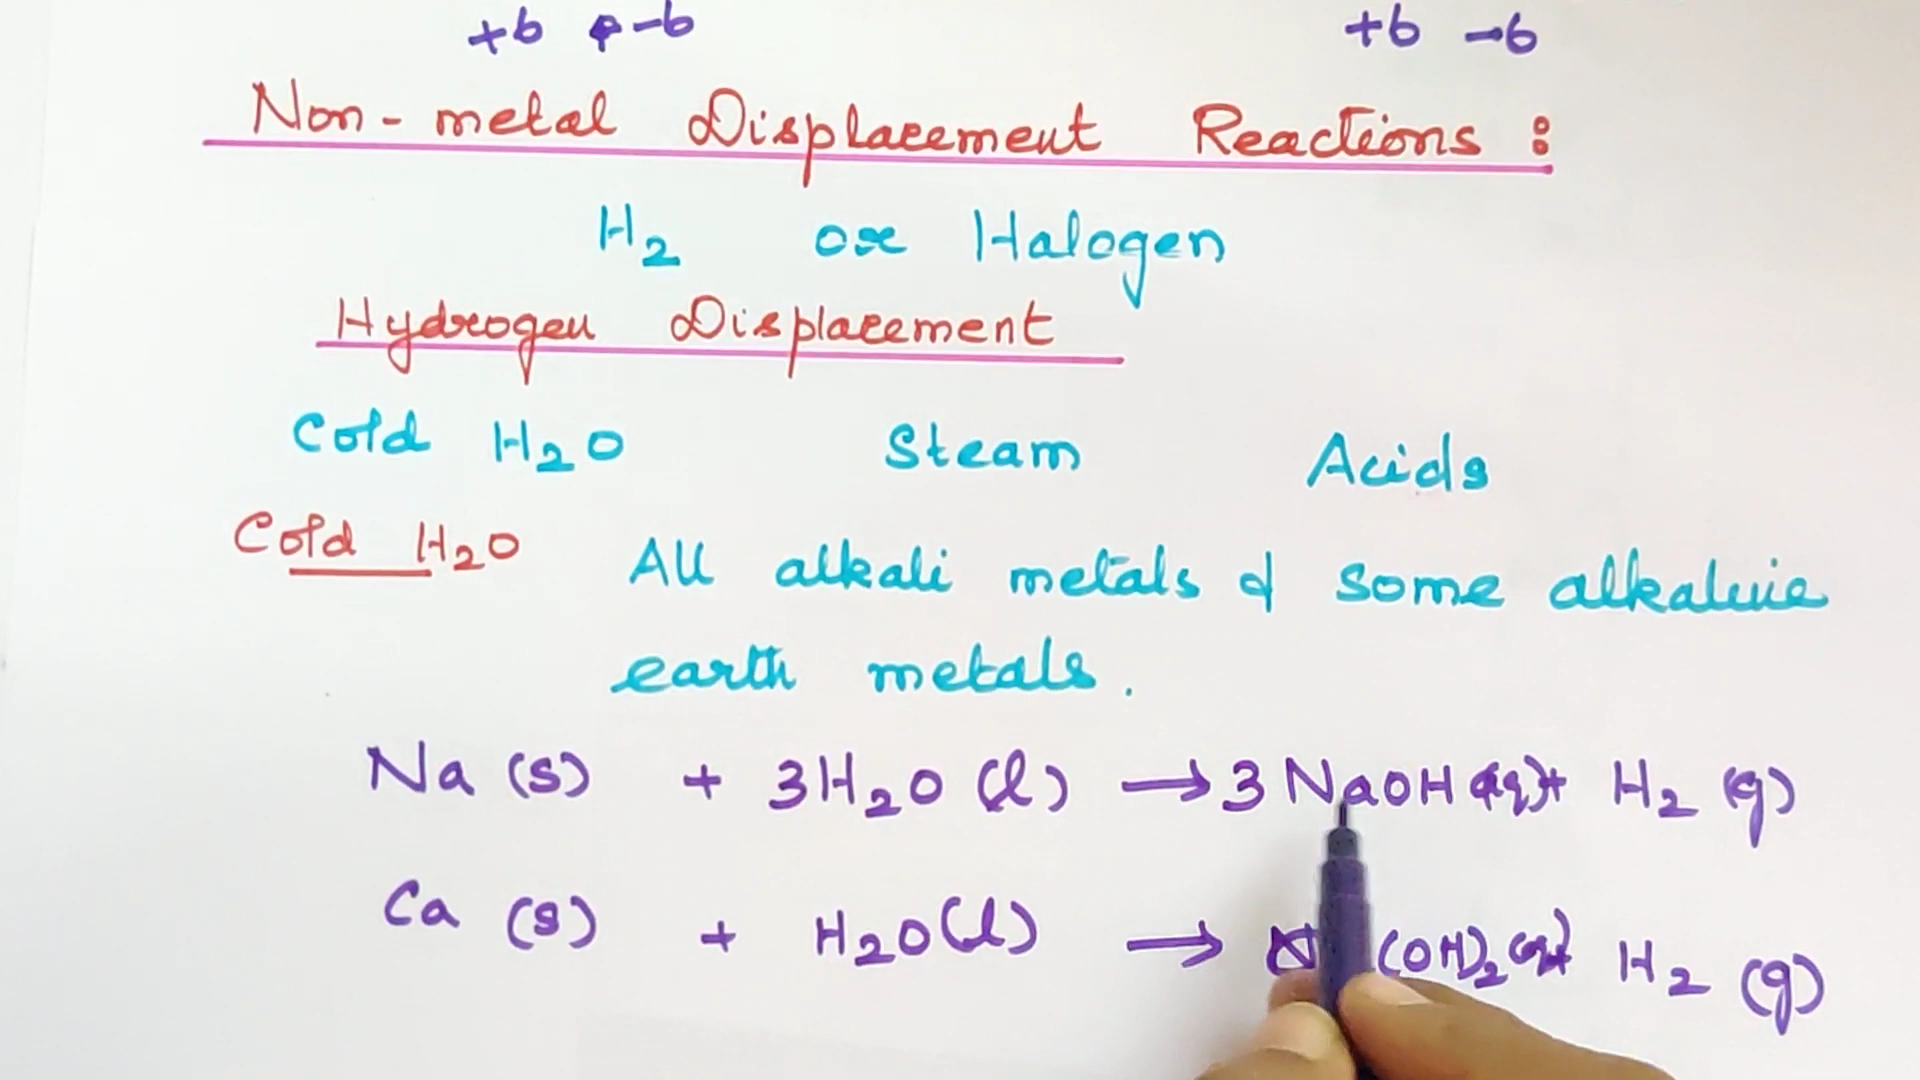 +6 -6 +6 -6
Non-metal Displacement Reactions :
H2 or Halogen
Hydrogen Displacement
Cold H2O Steam Acids
Cold H2O All alkali metals & some alkaline
earth metals.
Na (s) + 3H2O (l) → 3 NaOH (aq)+ H2 (g)
Ca (s) + H2O (l) → (OH)2 (aq)+ H2 (g)